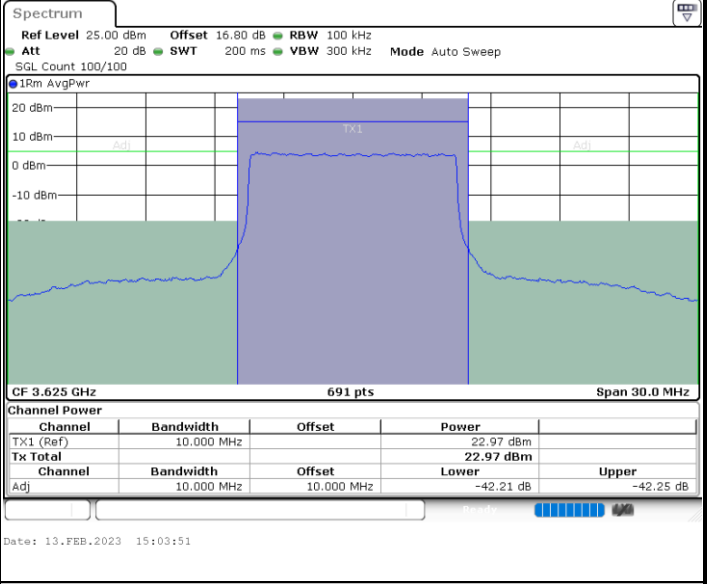 Spectrum
Ref Level 25.00 dBm Offset 16.80 dB RBW 100 kHz
Att 20 dB SWT 200 ms VBW 300 kHz Mode Auto Sweep
SGL Count 100/100
1Rm AvgPwr
20 dBm
TX1
10 dBm
Adj Adj
0 dBm
-10 dBm
CF 3.625 GHz 691 pts Span 30.0 MHz
Channel Power
Channel Bandwidth Offset Power
TX1 (Ref) 10.000 MHz 22.97 dBm
Tx Total 22.97 dBm
Channel Bandwidth Offset Lower Upper
Adj 10.000 MHz 10.000 MHz -42.21 dB -42.25 dB
Ready
Date: 13.FEB.2023 15:03:51